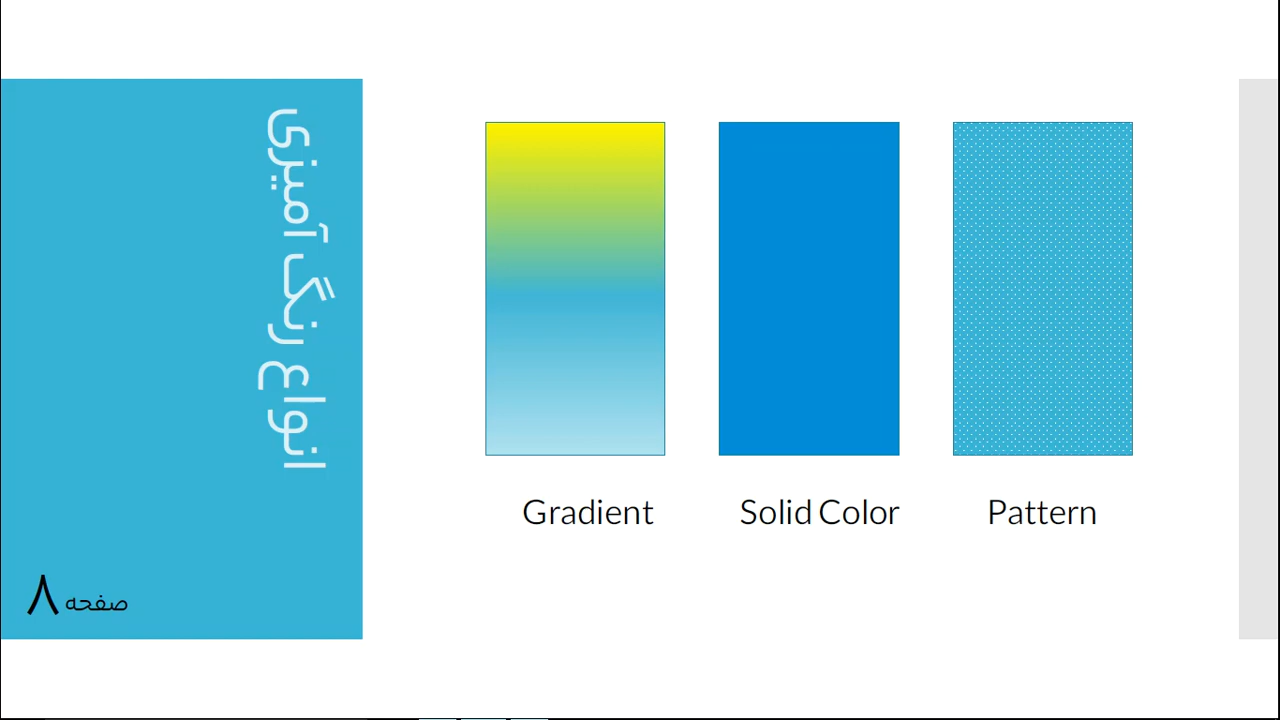 انواع رنگ آمیزی
Gradient
Solid Color
Pattern
صفحه ۸